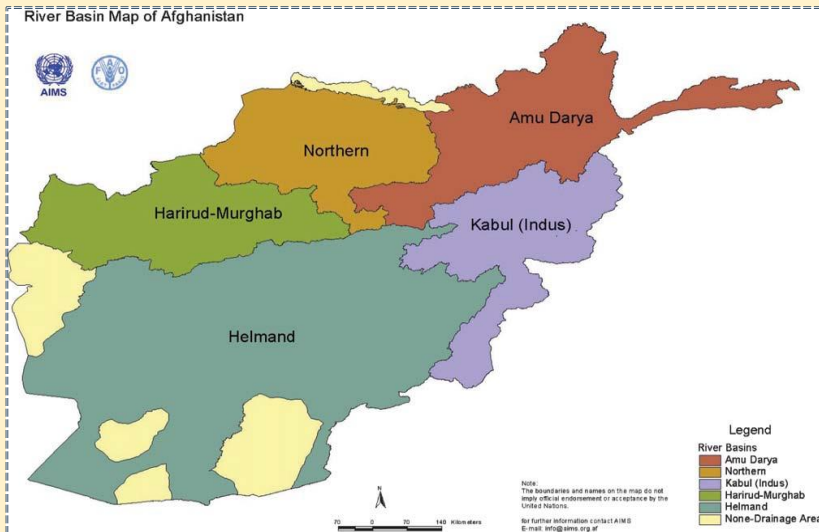 River Basin Map of Afghanistan
AIMS
FAO
Amu Darya
Northern
Harirud-Murghab
Kabul (Indus)
Helmand
Legend
River Basins
Amu Darya
Northern
Kabul (Indus)
Harirud-Murghab
Helmand
None-Drainage Area
N
70 0 70 140 Kilometers
Note:
The boundaries and names on the map do not
imply official endorsement or acceptance by the
United Nations.
for further information contact AIMS
E-mail: info@aims.org.af